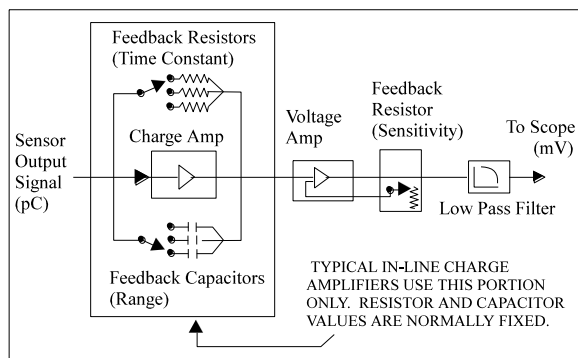 Feedback Resistors
(Time Constant)
Charge Amp
Sensor
Output
Signal
(pC)
Feedback Capacitors
(Range)
Voltage
Amp
Feedback
Resistor
(Sensitivity)
To Scope
(mV)
Low Pass Filter
TYPICAL IN-LINE CHARGE
AMPLIFIERS USE THIS PORTION
ONLY. RESISTOR AND CAPACITOR
VALUES ARE NORMALLY FIXED.